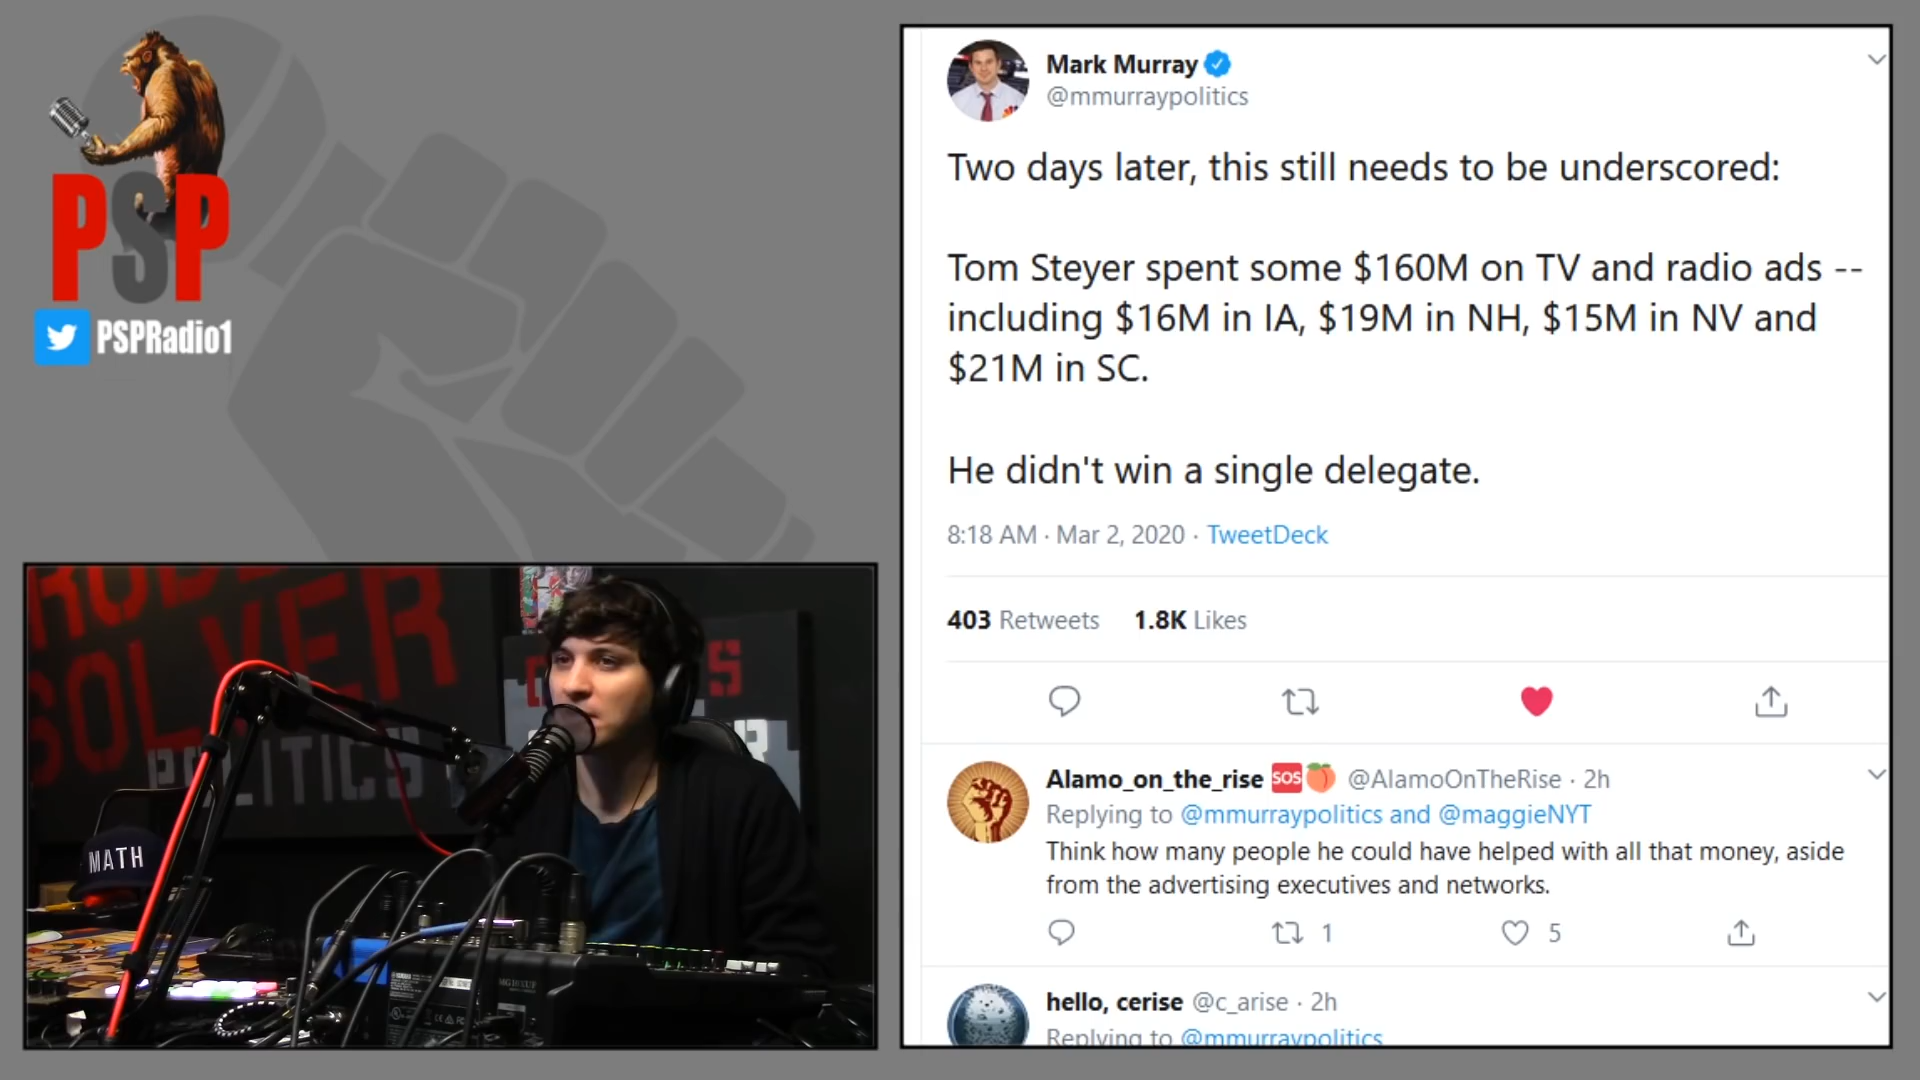 PSP
PSPRadio1
SOLVER
POLITICS
MATH
YAMAHA
Mark Murray
@mmurraypolitics
Two days later, this still needs to be underscored:
Tom Steyer spent some $160M on TV and radio ads --
including $16M in IA, $19M in NH, $15M in NV and
$21M in SC.
He didn't win a single delegate.
8:18 AM · Mar 2, 2020 · TweetDeck
403 Retweets 1.8K Likes
Alamo_on_the_rise SOS @AlamoOnTheRise · 2h
Replying to @mmurraypolitics and @maggieNYT
Think how many people he could have helped with all that money, aside
from the advertising executives and networks.
1 5
hello, cerise @c_arise · 2h
Replying to @mmurraypolitics